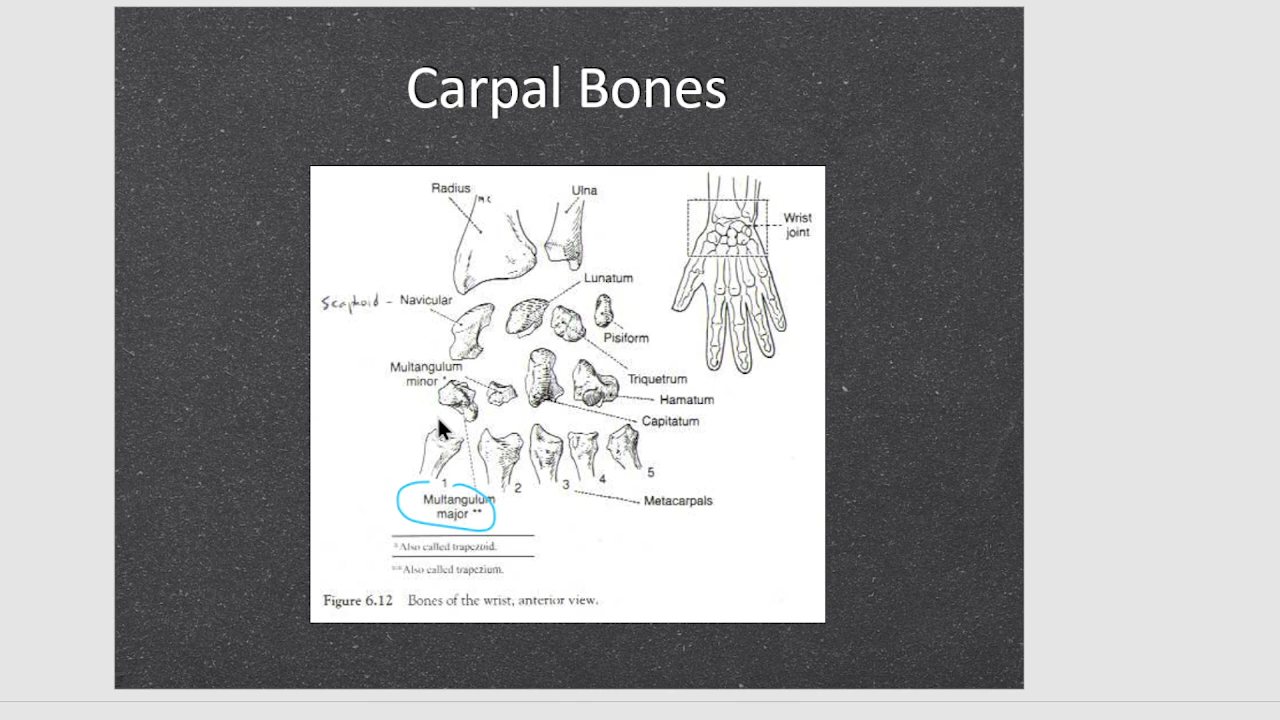 Carpal Bones
Radius
Ulna
Wrist
joint
Lunatum
Scaphoid - Navicular
Pisiform
Multangulum
minor *
Triquetrum
Hamatum
Capitatum
1
2
3
4
5
Multangulum
major **
Metacarpals
*Also called trapezoid.
**Also called trapezium.
Figure 6.12 Bones of the wrist, anterior view.